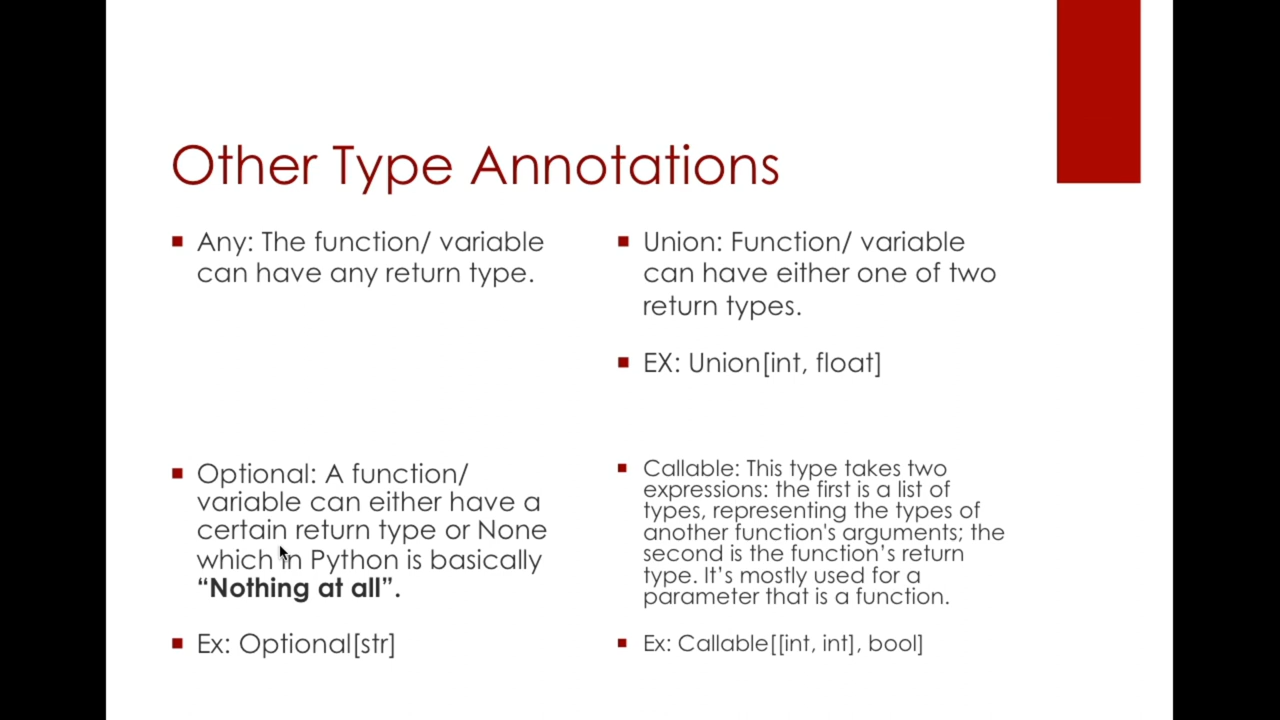 Other Type Annotations
Any: The function/ variable
can have any return type.
Union: Function/ variable
can have either one of two
return types.
EX: Union[int, float]
Optional: A function/
variable can either have a
certain return type or None
which in Python is basically
“Nothing at all”.
Ex: Optional[str]
Callable: This type takes two
expressions: the first is a list of
types, representing the types of
another function's arguments; the
second is the function’s return
type. It’s mostly used for a
parameter that is a function.
Ex: Callable[[int, int], bool]